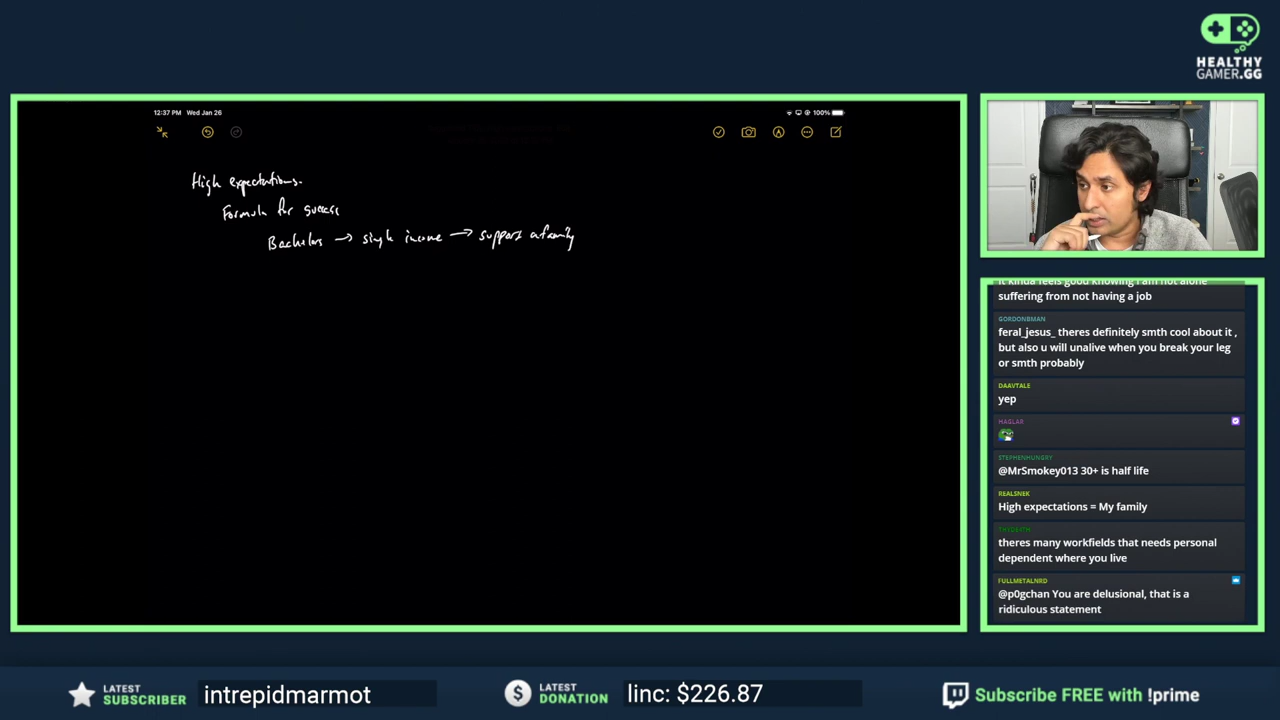 HEALTHY
GAMER.GG
12:37 PM Wed Jan 26
100%
High expectations.
Formula for success
Bachelors → single income → support a family
it kinda feels good knowing i am not alone
suffering from not having a job
GORDONBMAN
feral_jesus_ theres definitely smth cool about it ,
but also u will unalive when you break your leg
or smth probably
DAAVTALE
yep
HAGLAR
STEPHENHUNGRY
@MrSmokey013 30+ is half life
REALSNEK
High expectations = My family
theres many workfields that needs personal
dependent where you live
FULLMETALNRD
@p0gchan You are delusional, that is a
ridiculous statement
LATEST
SUBSCRIBER
intrepidmarmot
LATEST
DONATION
linc: $226.87
Subscribe FREE with !prime